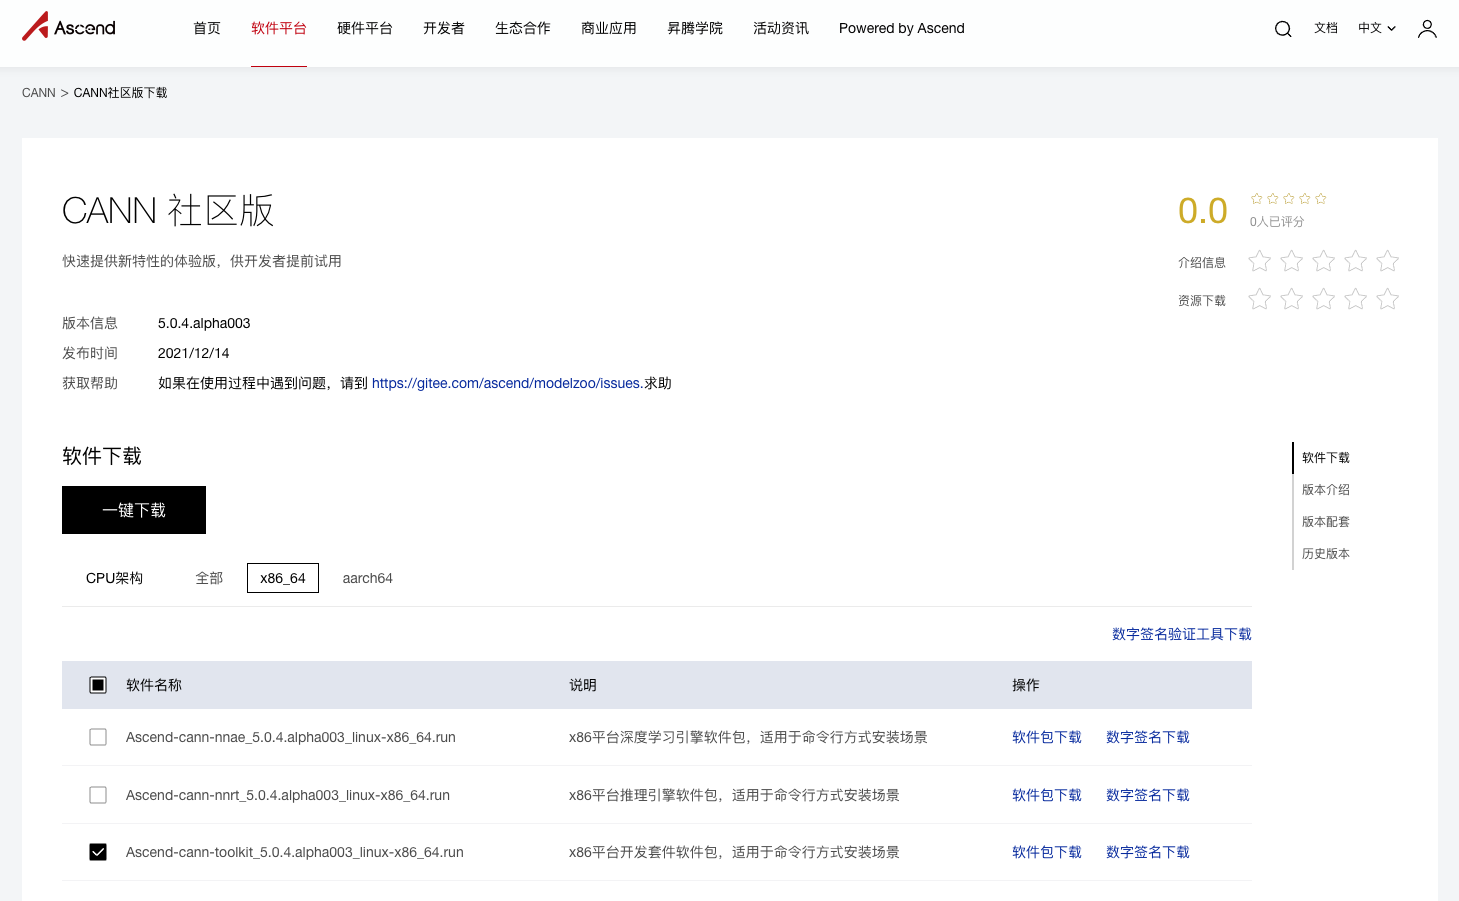 Ascend 首页 软件平台 硬件平台 开发者 生态合作 商业应用 昇腾学院 活动资讯 Powered by Ascend 文档 中文
CANN > CANN社区版下载
CANN 社区版
快速提供新特性的体验版，供开发者提前试用
0.0
0人已评分
介绍信息
资源下载
版本信息 5.0.4.alpha003
发布时间 2021/12/14
获取帮助 如果在使用过程中遇到问题，请到 https://gitee.com/ascend/modelzoo/issues.求助
软件下载
一键下载
软件下载
版本介绍
版本配套
历史版本
CPU架构 全部 x86_64 aarch64
数字签名验证工具下载
软件名称 说明 操作
Ascend-cann-nnae_5.0.4.alpha003_linux-x86_64.run x86平台深度学习引擎软件包，适用于命令行方式安装场景 软件包下载 数字签名下载
Ascend-cann-nnrt_5.0.4.alpha003_linux-x86_64.run x86平台推理引擎软件包，适用于命令行方式安装场景 软件包下载 数字签名下载
Ascend-cann-toolkit_5.0.4.alpha003_linux-x86_64.run x86平台开发套件软件包，适用于命令行方式安装场景 软件包下载 数字签名下载